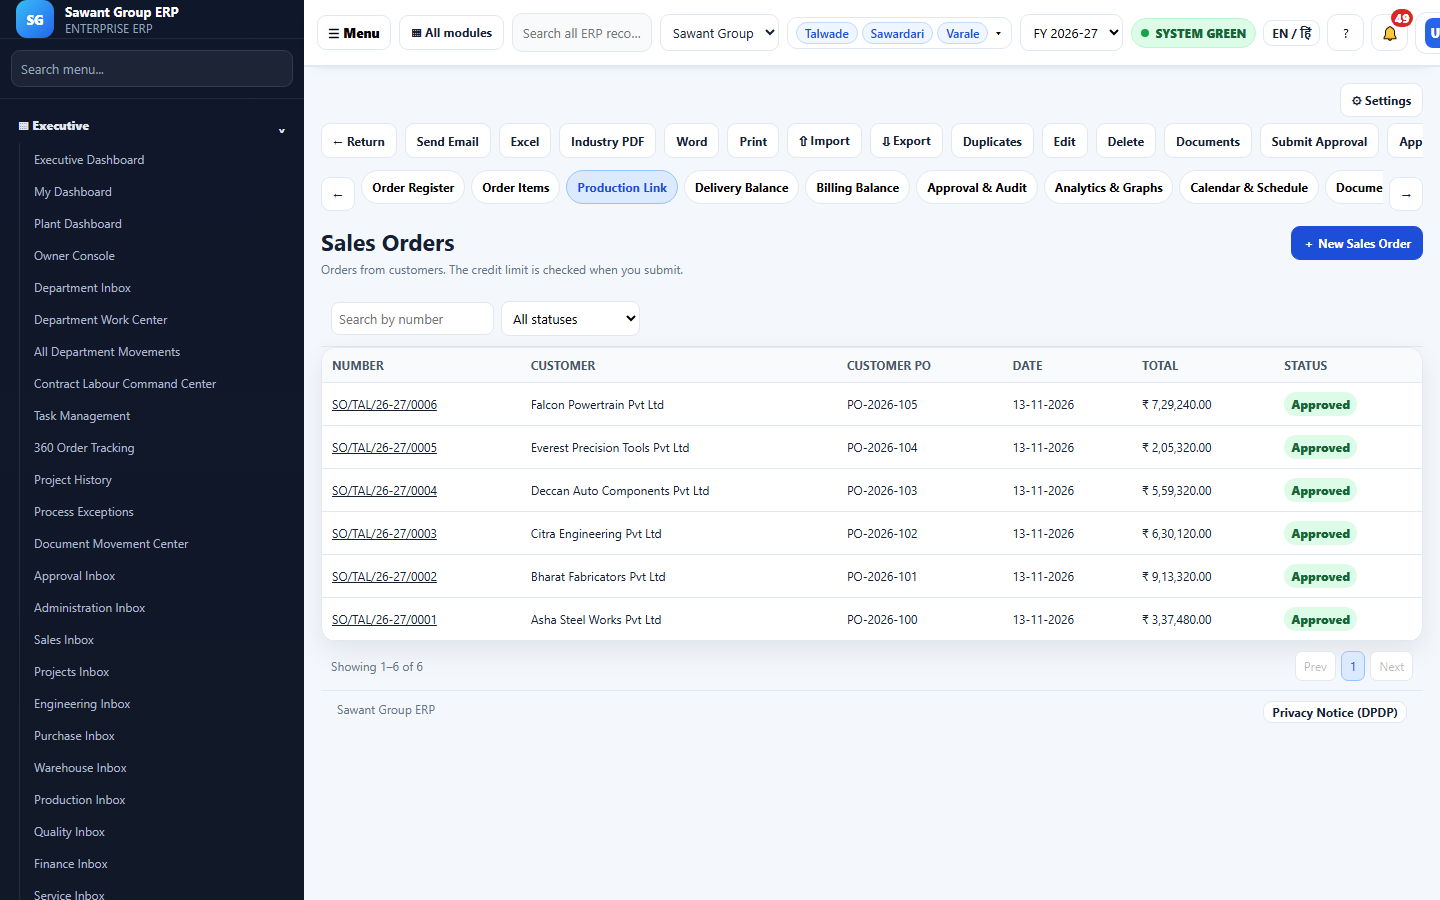 SG
Sawant Group ERP
ENTERPRISE ERP
Search menu...
Executive
Executive Dashboard
My Dashboard
Plant Dashboard
Owner Console
Department Inbox
Department Work Center
All Department Movements
Contract Labour Command Center
Task Management
360 Order Tracking
Project History
Process Exceptions
Document Movement Center
Approval Inbox
Administration Inbox
Sales Inbox
Projects Inbox
Engineering Inbox
Purchase Inbox
Warehouse Inbox
Production Inbox
Quality Inbox
Finance Inbox
Service Inbox
☰ Menu All modules Search all ERP reco... Sawant Group Talwade Sawardari Varale FY 2026-27 SYSTEM GREEN EN / हिं ? 49 U
⚙ Settings
← Return Send Email Excel Industry PDF Word Print ⇧ Import ⇩ Export Duplicates Edit Delete Documents Submit Approval App
← Order Register Order Items Production Link Delivery Balance Billing Balance Approval & Audit Analytics & Graphs Calendar & Schedule Docume →
Sales Orders
+ New Sales Order
Orders from customers. The credit limit is checked when you submit.
Search by number All statuses
NUMBER CUSTOMER CUSTOMER PO DATE TOTAL STATUS
SO/TAL/26-27/0006 Falcon Powertrain Pvt Ltd PO-2026-105 13-11-2026 ₹ 7,29,240.00 Approved
SO/TAL/26-27/0005 Everest Precision Tools Pvt Ltd PO-2026-104 13-11-2026 ₹ 2,05,320.00 Approved
SO/TAL/26-27/0004 Deccan Auto Components Pvt Ltd PO-2026-103 13-11-2026 ₹ 5,59,320.00 Approved
SO/TAL/26-27/0003 Citra Engineering Pvt Ltd PO-2026-102 13-11-2026 ₹ 6,30,120.00 Approved
SO/TAL/26-27/0002 Bharat Fabricators Pvt Ltd PO-2026-101 13-11-2026 ₹ 9,13,320.00 Approved
SO/TAL/26-27/0001 Asha Steel Works Pvt Ltd PO-2026-100 13-11-2026 ₹ 3,37,480.00 Approved
Showing 1–6 of 6 Prev 1 Next
Sawant Group ERP Privacy Notice (DPDP)